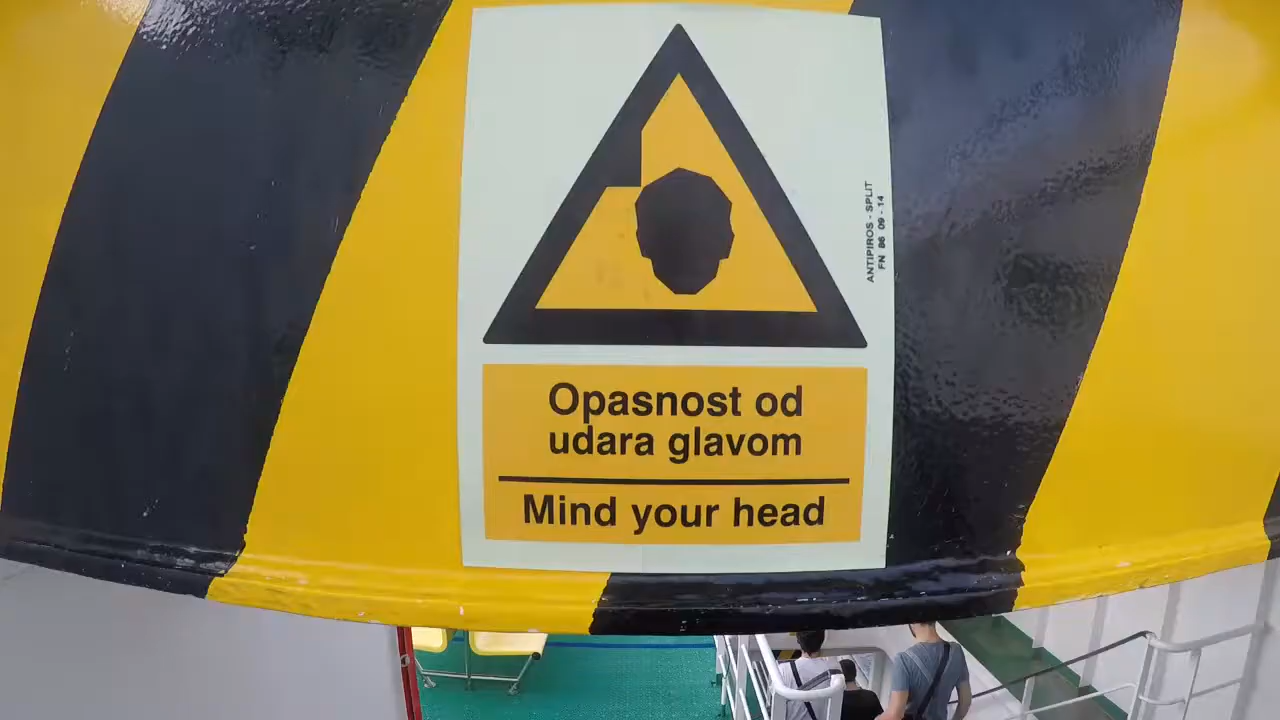 Opasnost od
udara glavom
Mind your head
ANTIPIROS - SPLIT
FN 86 09 - 14